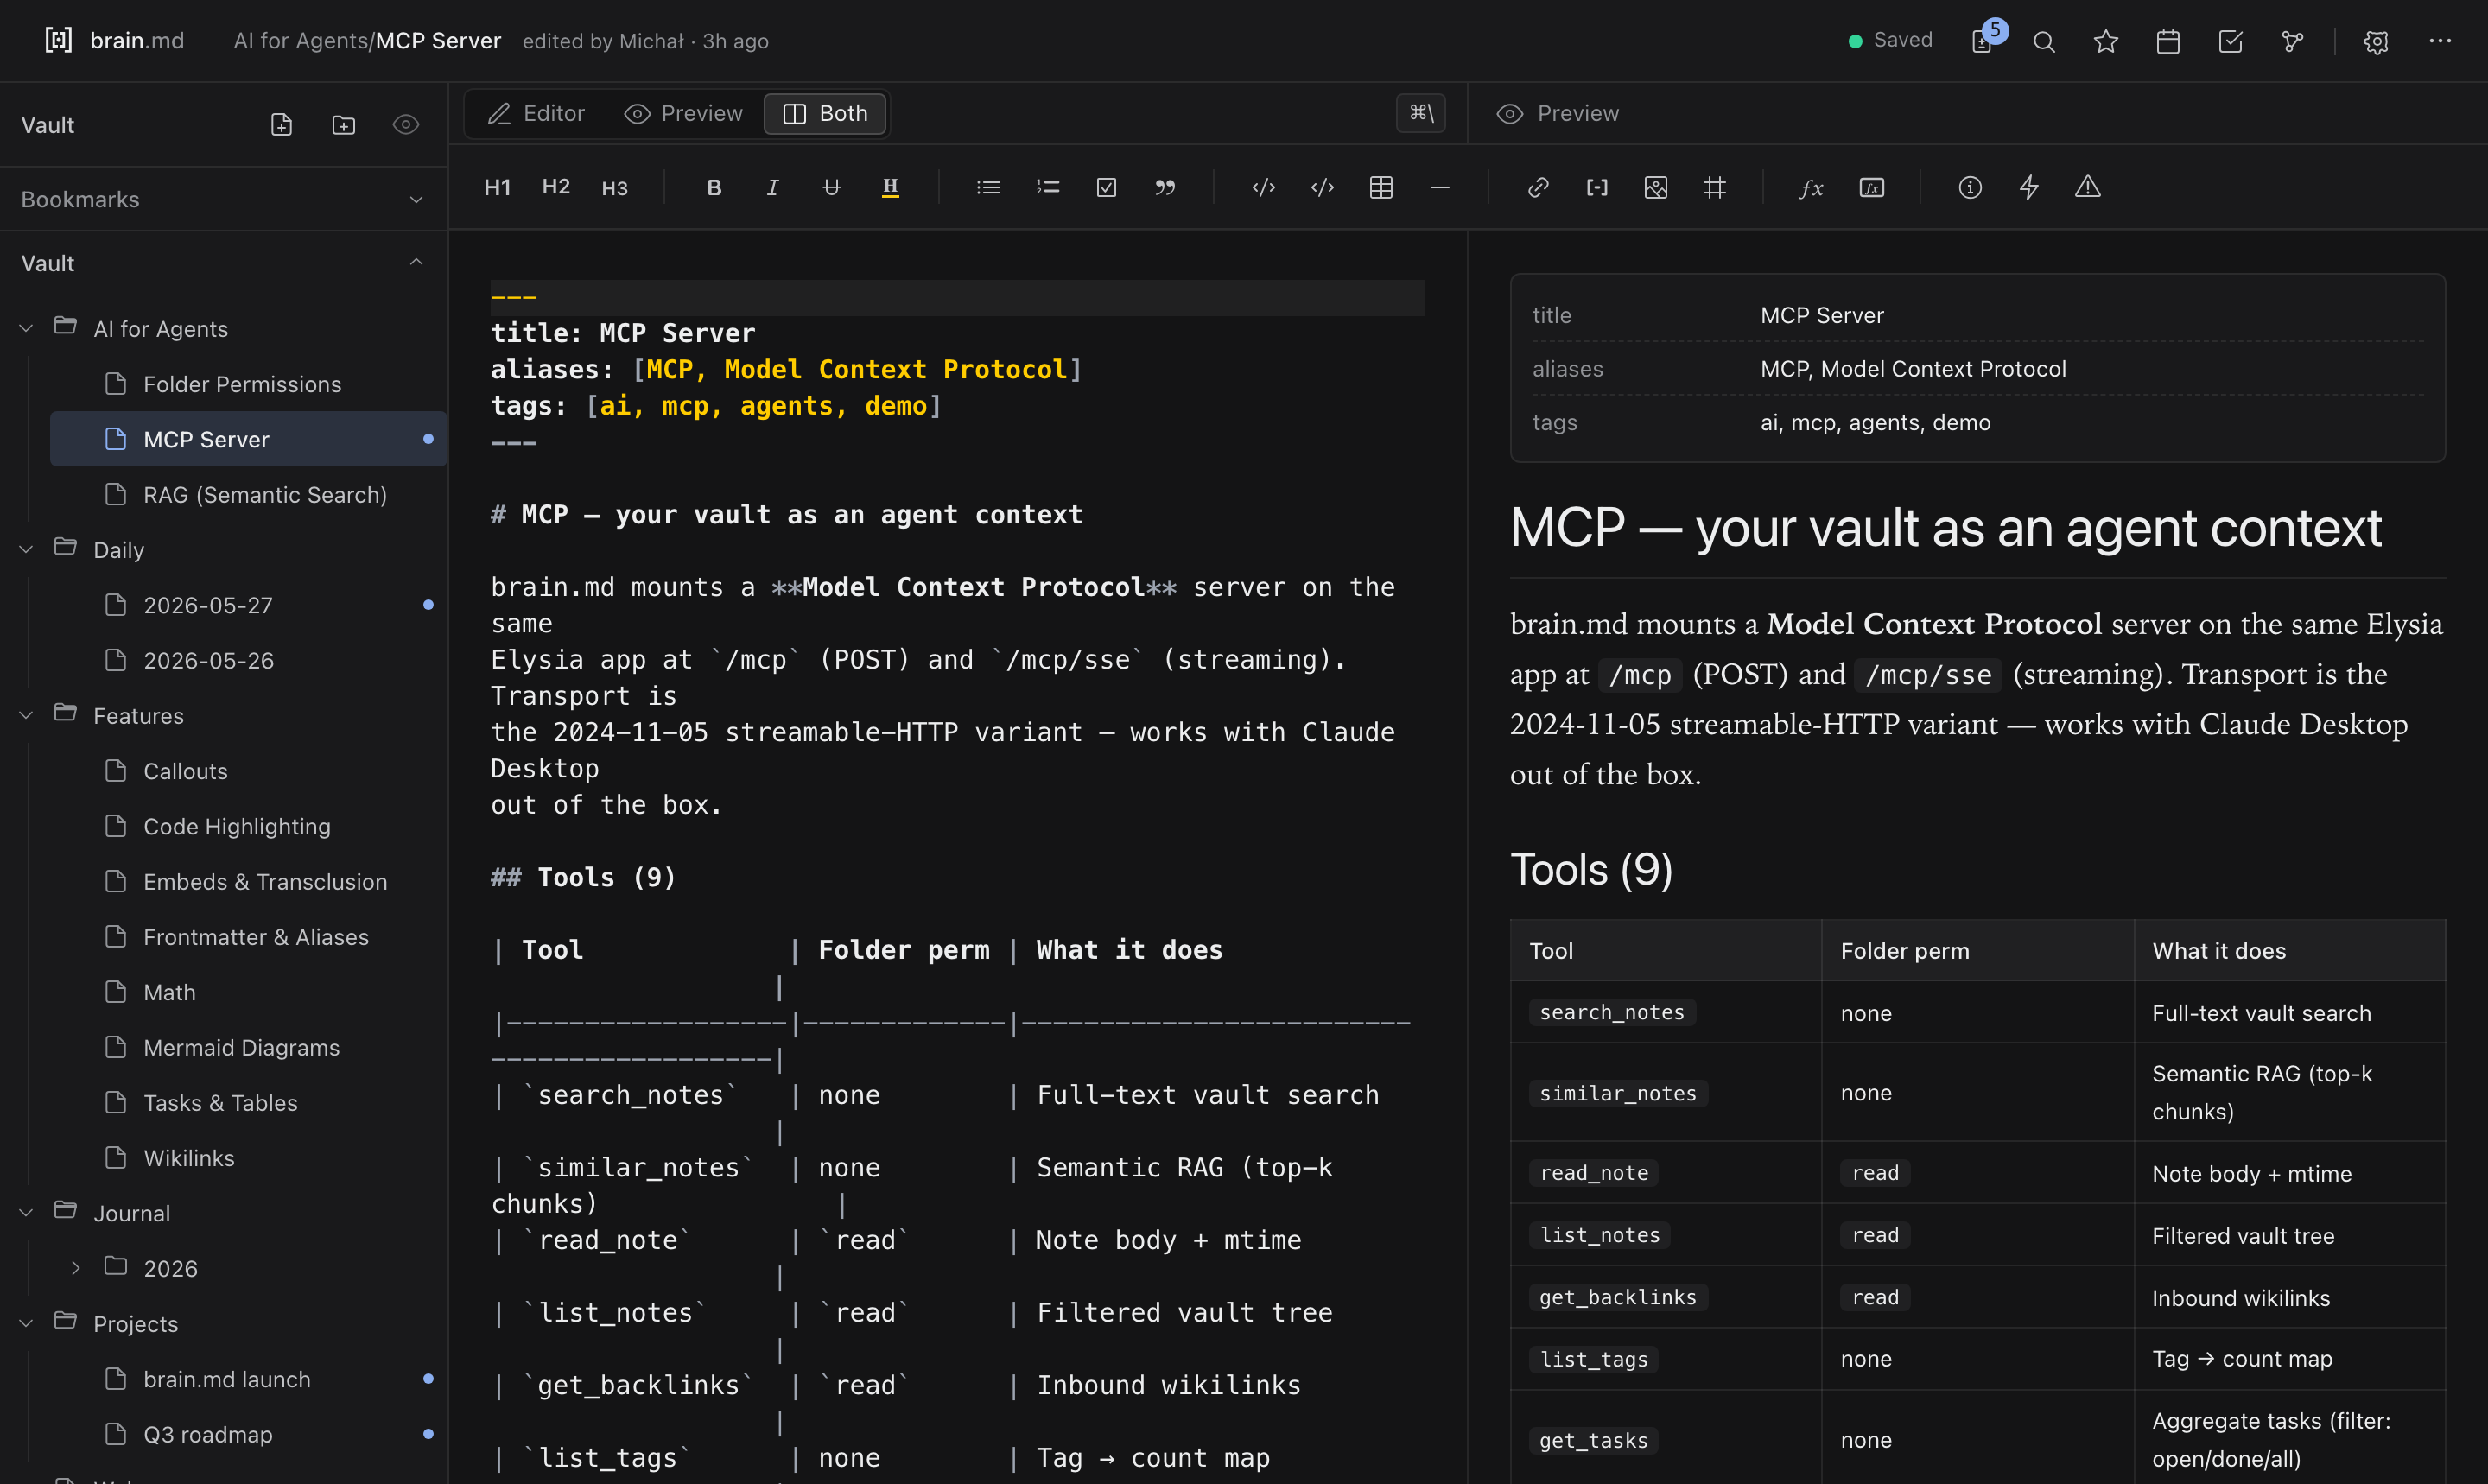 brain.md
AI for Agents/MCP Server edited by Michał · 3h ago
Saved
5
Vault
Bookmarks
Vault
AI for Agents
Folder Permissions
MCP Server
RAG (Semantic Search)
Daily
2026-05-27
2026-05-26
Features
Callouts
Code Highlighting
Embeds & Transclusion
Frontmatter & Aliases
Math
Mermaid Diagrams
Tasks & Tables
Wikilinks
Journal
2026
Projects
brain.md launch
Q3 roadmap
Editor Preview Both
⌘\
Preview
H1 H2 H3 B I U H
fx fx
---
title: MCP Server
aliases: [MCP, Model Context Protocol]
tags: [ai, mcp, agents, demo]
---
# MCP — your vault as an agent context
brain.md mounts a **Model Context Protocol** server on the
same
Elysia app at `/mcp` (POST) and `/mcp/sse` (streaming).
Transport is
the 2024-11-05 streamable-HTTP variant — works with Claude
Desktop
out of the box.
## Tools (9)
| Tool | Folder perm | What it does
|
|------------------|-------------|-------------------------
------------------|
| `search_notes` | none | Full-text vault search
|
| `similar_notes` | none | Semantic RAG (top-k
chunks) |
| `read_note` | `read` | Note body + mtime
|
| `list_notes` | `read` | Filtered vault tree
|
| `get_backlinks` | `read` | Inbound wikilinks
|
| `list_tags` | none | Tag → count map
title MCP Server
aliases MCP, Model Context Protocol
tags ai, mcp, agents, demo
MCP — your vault as an agent context
brain.md mounts a Model Context Protocol server on the same Elysia
app at /mcp (POST) and /mcp/sse (streaming). Transport is the
2024-11-05 streamable-HTTP variant — works with Claude Desktop
out of the box.
Tools (9)
Tool Folder perm What it does
search_notes none Full-text vault search
similar_notes none Semantic RAG (top-k
chunks)
read_note read Note body + mtime
list_notes read Filtered vault tree
get_backlinks read Inbound wikilinks
list_tags none Tag → count map
get_tasks none Aggregate tasks (filter:
open/done/all)